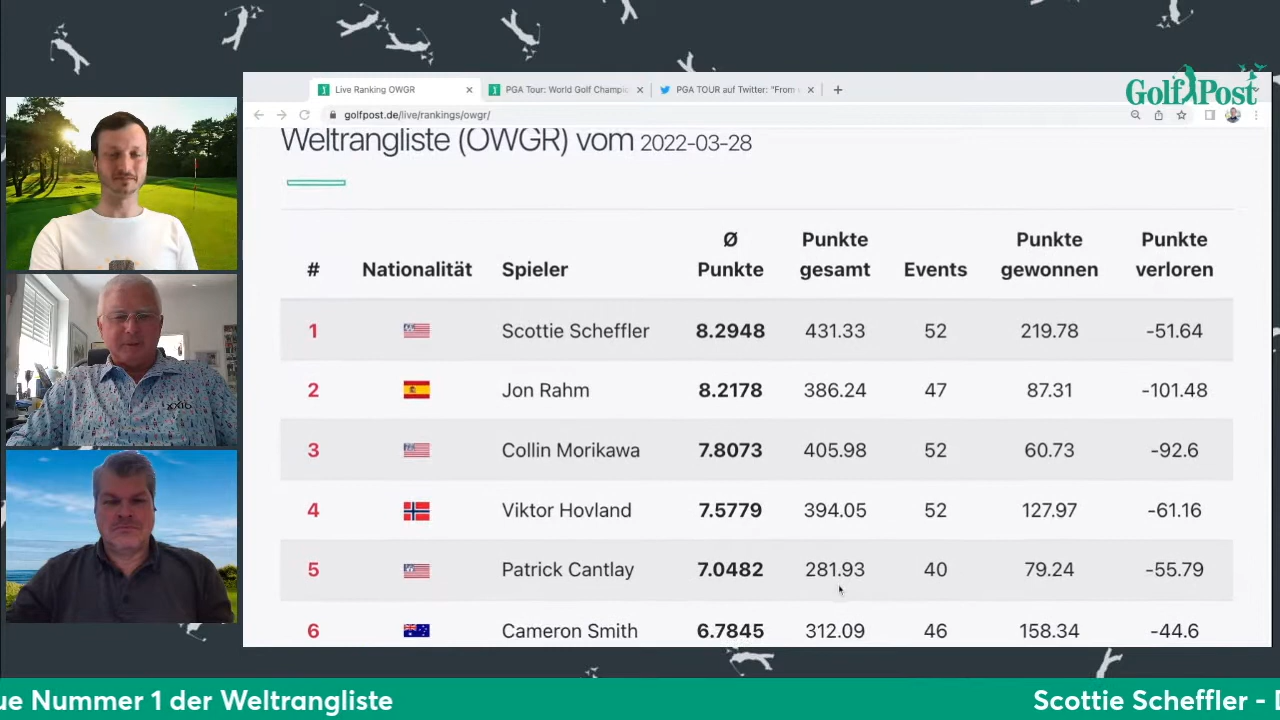 Golf Post
Live Ranking OWGR
PGA Tour: World Golf Champio
PGA TOUR auf Twitter: "From
golfpost.de/live/rankings/owgr/
Weltrangliste (OWGR) vom 2022-03-28
# Nationalität Spieler Ø Punkte Punkte gesamt Events Punkte gewonnen Punkte verloren
1 Scottie Scheffler 8.2948 431.33 52 219.78 -51.64
2 Jon Rahm 8.2178 386.24 47 87.31 -101.48
3 Collin Morikawa 7.8073 405.98 52 60.73 -92.6
4 Viktor Hovland 7.5779 394.05 52 127.97 -61.16
5 Patrick Cantlay 7.0482 281.93 40 79.24 -55.79
6 Cameron Smith 6.7845 312.09 46 158.34 -44.6
XXIO
ue Nummer 1 der Weltrangliste
Scottie Scheffler -